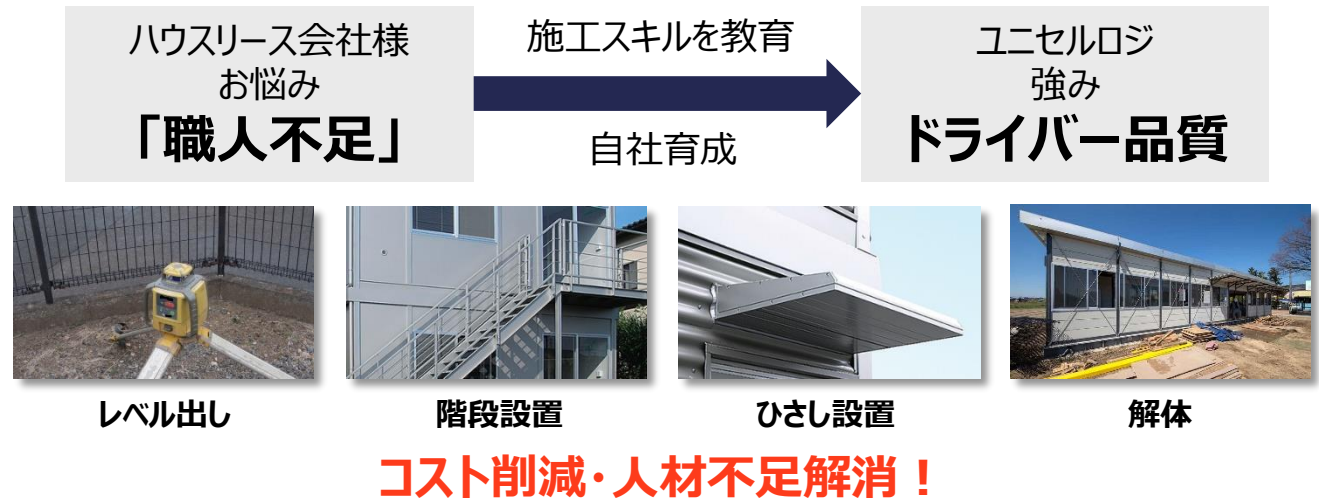 ハウスリース会社様
お悩み
「職人不足」
施工スキルを教育
自社育成
ユニセルロジ
強み
ドライバー品質
レベル出し
階段設置
ひさし設置
解体
コスト削減・人材不足解消！